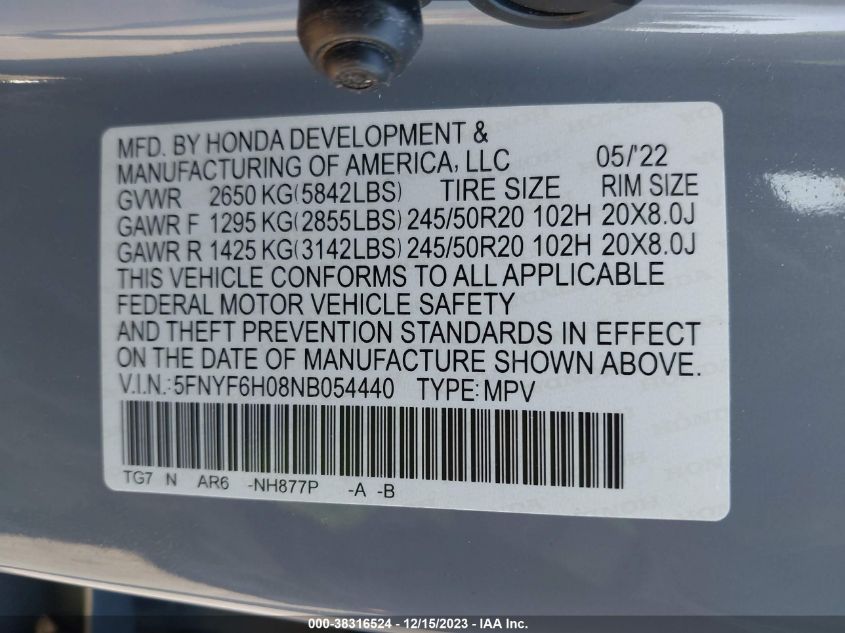 MFD. BY HONDA DEVELOPMENT &
MANUFACTURING OF AMERICA, LLC 05/'22
GVWR 2650 KG(5842LBS) TIRE SIZE RIM SIZE
GAWR F 1295 KG(2855LBS) 245/50R20 102H 20X8.0J
GAWR R 1425 KG(3142LBS) 245/50R20 102H 20X8.0J
THIS VEHICLE CONFORMS TO ALL APPLICABLE
FEDERAL MOTOR VEHICLE SAFETY
AND THEFT PREVENTION STANDARDS IN EFFECT
ON THE DATE OF MANUFACTURE SHOWN ABOVE.
V.I.N.: 5FNYF6H08NB054440 TYPE: MPV
TG7 N AR6 -NH877P -A -B
000-38316524 - 12/15/2023 - IAA Inc.